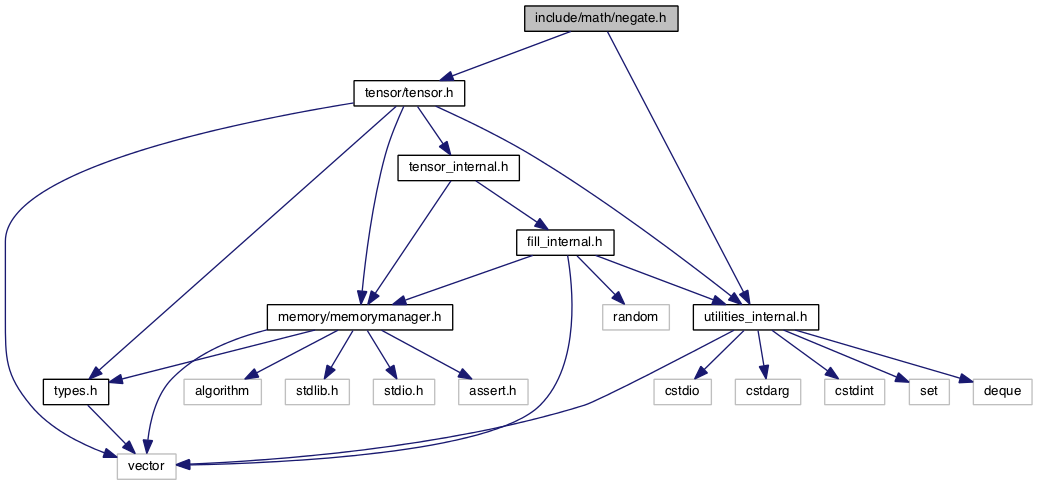 include/math/negate.h
tensor/tensor.h
tensor_internal.h
fill_internal.h
memory/memorymanager.h
random
utilities_internal.h
types.h
algorithm
stdlib.h
stdio.h
assert.h
cstdio
cstdarg
cstdint
set
deque
vector